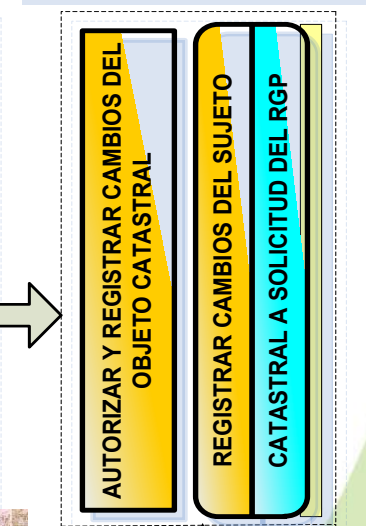 AUTORIZAR Y REGISTRAR CAMBIOS DEL
OBJETO CATASTRAL
REGISTRAR CAMBIOS DEL SUJETO
CATASTRAL A SOLICITUD DEL RGP